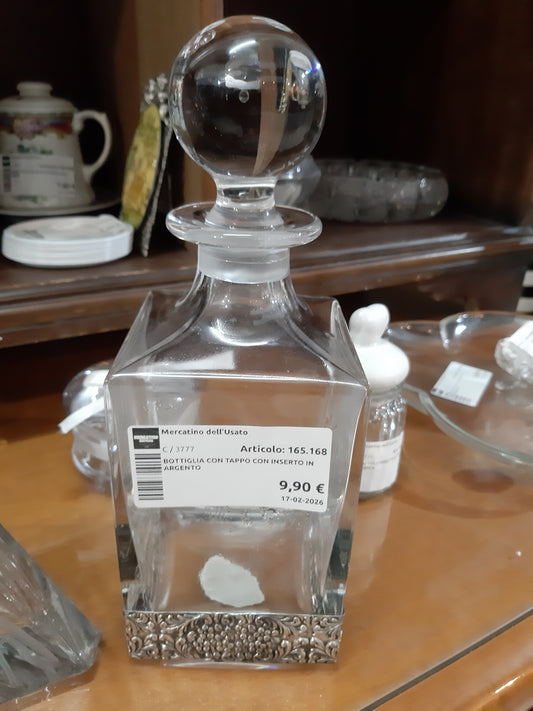 Mercatino dell'Usato
C / 3777 Articolo: 165.168
BOTTIGLIA CON TAPPO CON INSERTO IN
ARGENTO
9,90 €
17-02-2026